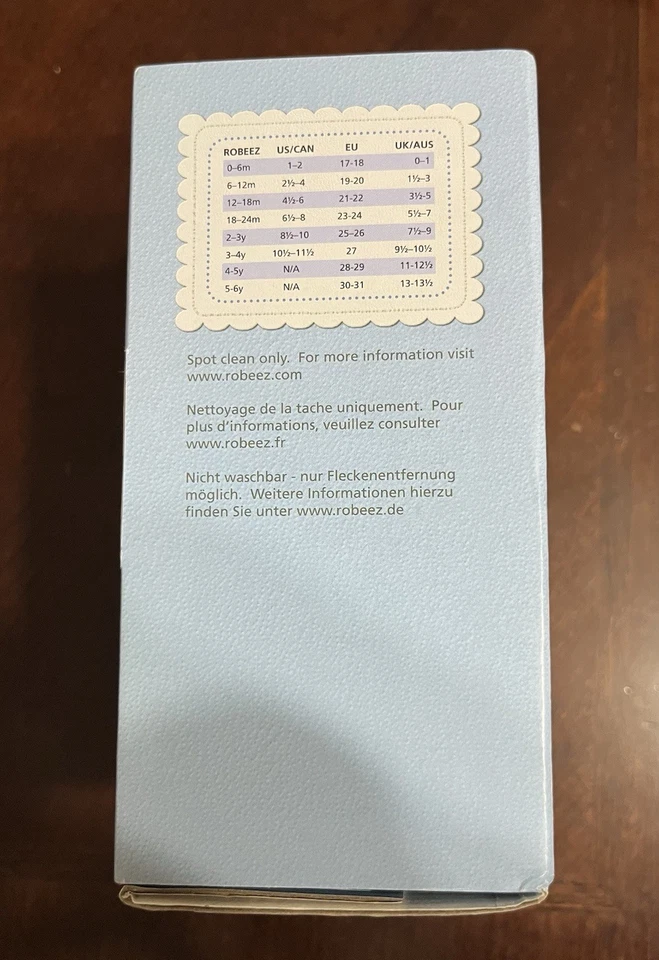 ROBEEZ US/CAN EU UK/AUS
0–6m 1–2 17-18 0–1
6–12m 2½–4 19-20 1½–3
12–18m 4½-6 21-22 3½-5
18–24m 6½–8 23-24 5½–7
2–3y 8½–10 25–26 7½–9
3–4y 10½–11½ 27 9½–10½
4-5y N/A 28-29 11-12½
5-6y N/A 30-31 13-13½
Spot clean only. For more information visit
www.robeez.com
Nettoyage de la tache uniquement. Pour
plus d'informations, veuillez consulter
www.robeez.fr
Nicht waschbar - nur Fleckenentfernung
möglich. Weitere Informationen hierzu
finden Sie unter www.robeez.de